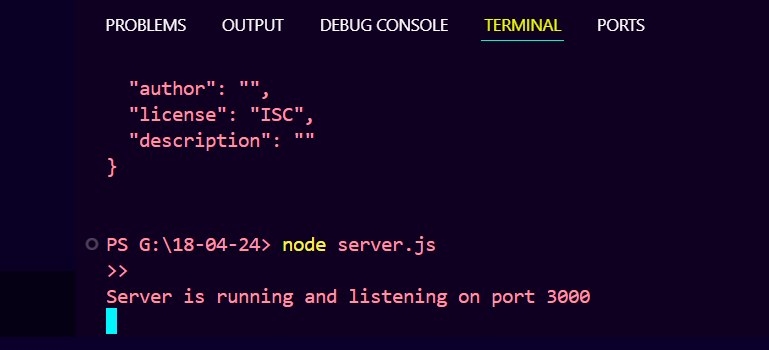 PROBLEMS OUTPUT DEBUG CONSOLE TERMINAL PORTS
"author": "",
"license": "ISC",
"description": ""
}
PS G:\18-04-24> node server.js
>>
Server is running and listening on port 3000